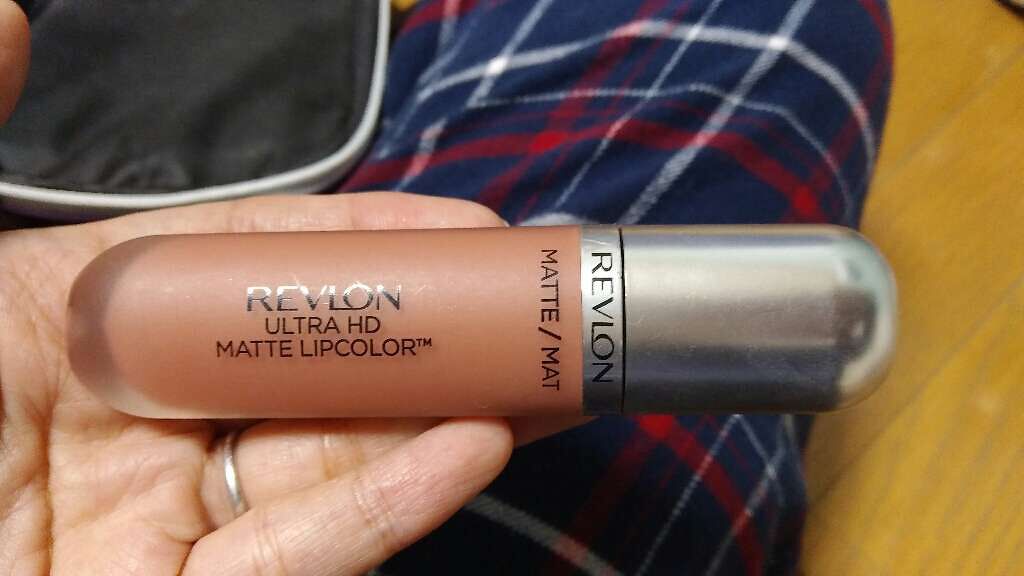 REVLON
ULTRA HD
MATTE LIPCOLOR™
MATTE / MAT
REVLON